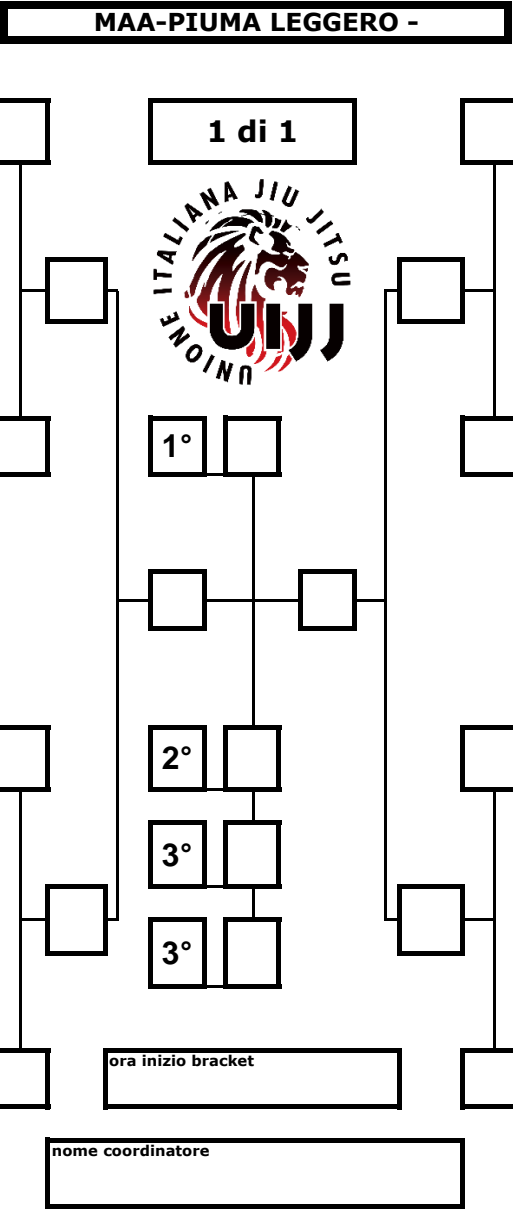 MAA-PIUMA LEGGERO -
1 di 1
UNIONE ITALIANA JIU JITSU
UIJJ
1°
2°
3°
3°
ora inizio bracket
nome coordinatore